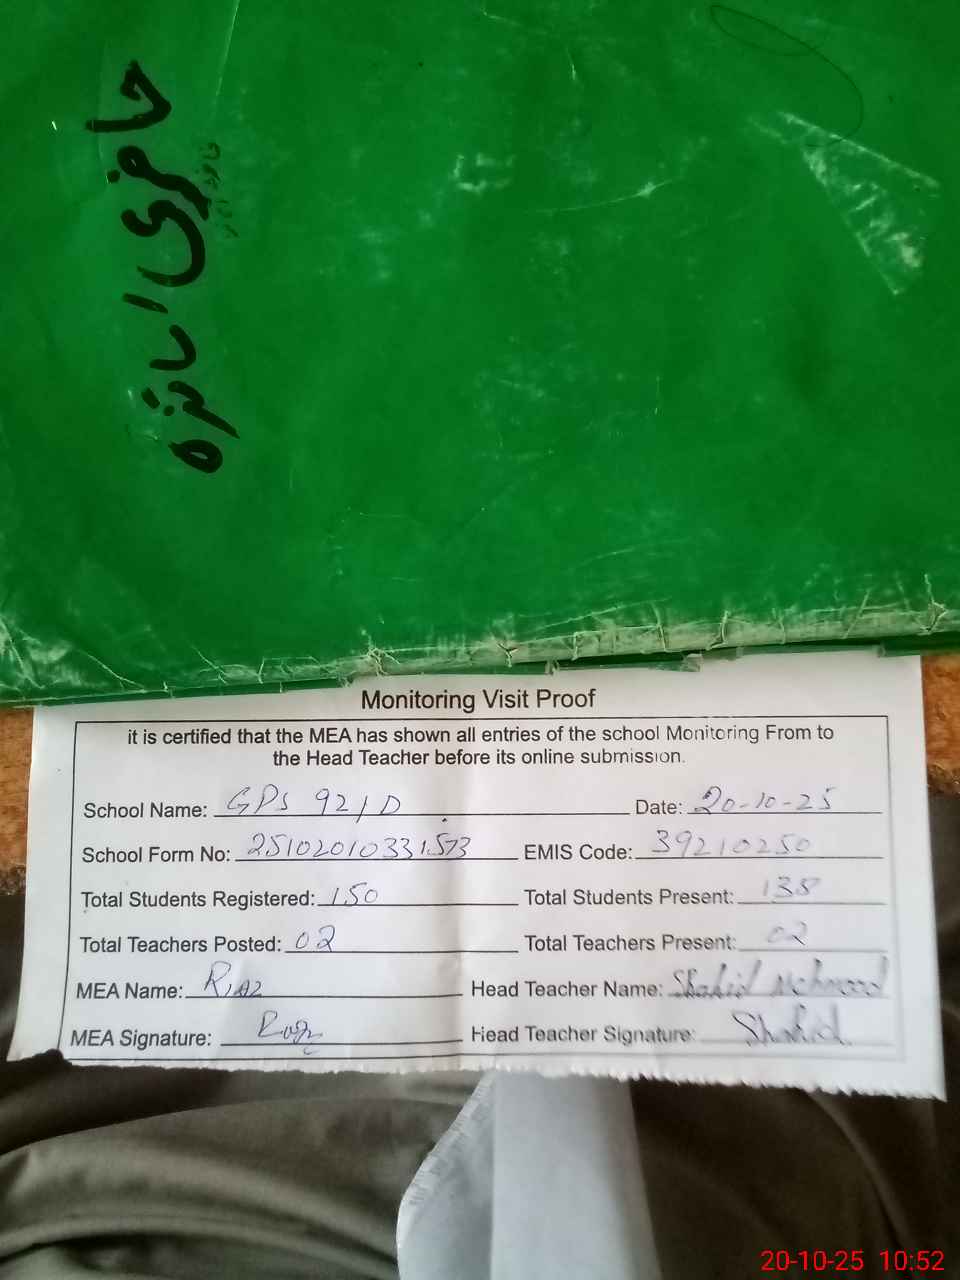 حاضری اساتذہ
Monitoring Visit Proof
it is certified that the MEA has shown all entries of the school Monitoring From to
the Head Teacher before its online submission.
School Name: GPS 92/D Date: 20-10-25
School Form No: 25102010331573 EMIS Code: 39210250
Total Students Registered: 150 Total Students Present: 138
Total Teachers Posted: 02 Total Teachers Present: 02
MEA Name: Riaz Head Teacher Name: Shahid Mehmood
MEA Signature: Head Teacher Signature: Shahid
20-10-25 10:52